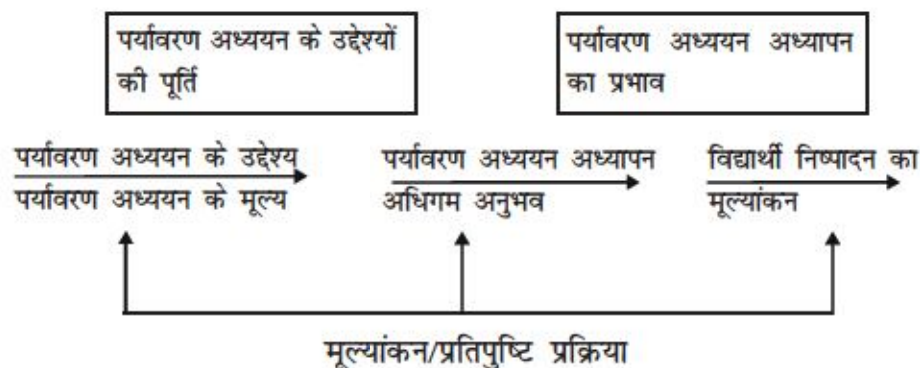 पर्यावरण अध्ययन के उद्देश्यों
की पूर्ति
पर्यावरण अध्ययन अध्यापन
का प्रभाव
पर्यावरण अध्ययन के उद्देश्य
पर्यावरण अध्ययन के मूल्य
पर्यावरण अध्ययन अध्यापन
अधिगम अनुभव
विद्यार्थी निष्पादन का
मूल्यांकन
मूल्यांकन/प्रतिपुष्टि प्रक्रिया